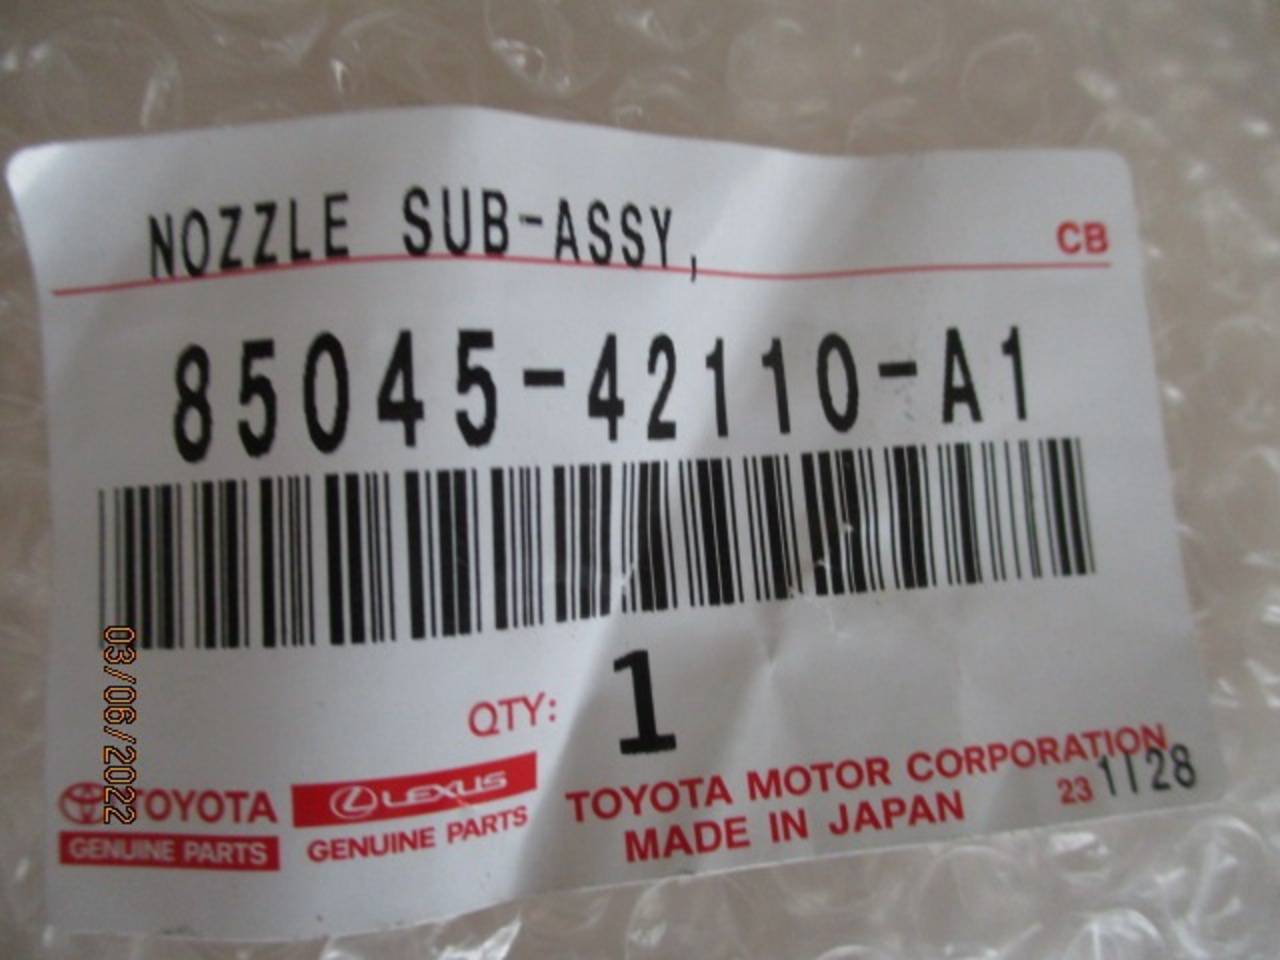 NOZZLE SUB-ASSY,
CB
85045-42110-A1
QTY: 1
TOYOTA
GENUINE PARTS
LEXUS
GENUINE PARTS
TOYOTA MOTOR CORPORATION
MADE IN JAPAN
23 1128
03/06/2022